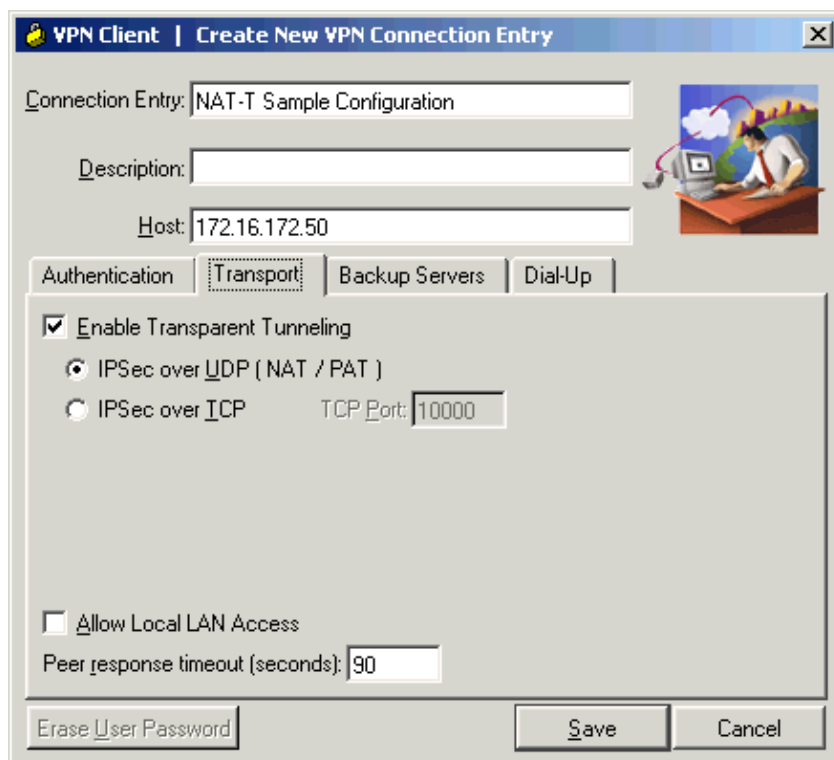 VPN Client | Create New VPN Connection Entry
Connection Entry: NAT-T Sample Configuration
Description:
Host: 172.16.172.50
Authentication Transport Backup Servers Dial-Up
Enable Transparent Tunneling
IPSec over UDP ( NAT / PAT )
IPSec over TCP TCP Port: 10000
Allow Local LAN Access
Peer response timeout (seconds): 90
Erase User Password Save Cancel